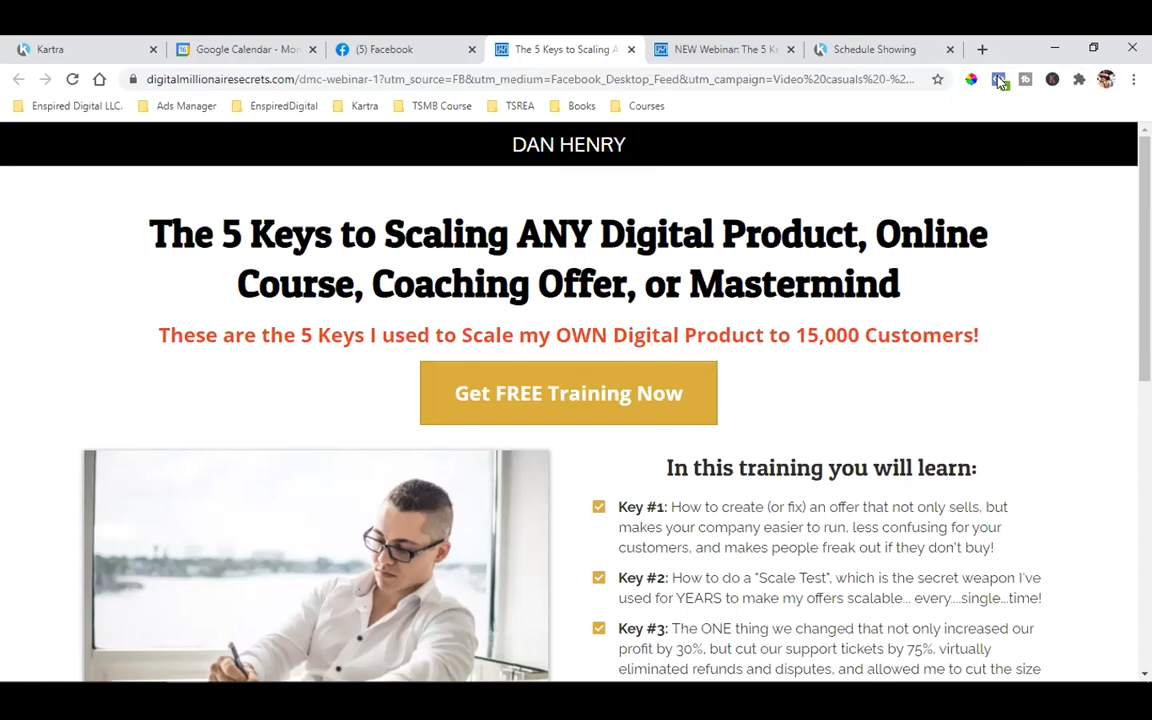 Kartra
Google Calendar - Mon
(5) Facebook
The 5 Keys to Scaling A
NEW Webinar: The 5 K
Schedule Showing
digitalmillionairesecrets.com/dmc-webinar-1?utm_source=FB&utm_medium=Facebook_Desktop_Feed&utm_campaign=Video%20casuals%20-%...
Enspired Digital LLC.
Ads Manager
EnspiredDigital
Kartra
TSMB Course
TSREA
Books
Courses
DAN HENRY
The 5 Keys to Scaling ANY Digital Product, Online
Course, Coaching Offer, or Mastermind
These are the 5 Keys I used to Scale my OWN Digital Product to 15,000 Customers!
Get FREE Training Now
In this training you will learn:
Key #1: How to create (or fix) an offer that not only sells, but
makes your company easier to run, less confusing for your
customers, and makes people freak out if they don't buy!
Key #2: How to do a "Scale Test", which is the secret weapon I've
used for YEARS to make my offers scalable... every....single...time!
Key #3: The ONE thing we changed that not only increased our
profit by 30%, but cut our support tickets by 75%, virtually
eliminated refunds and disputes, and allowed me to cut the size